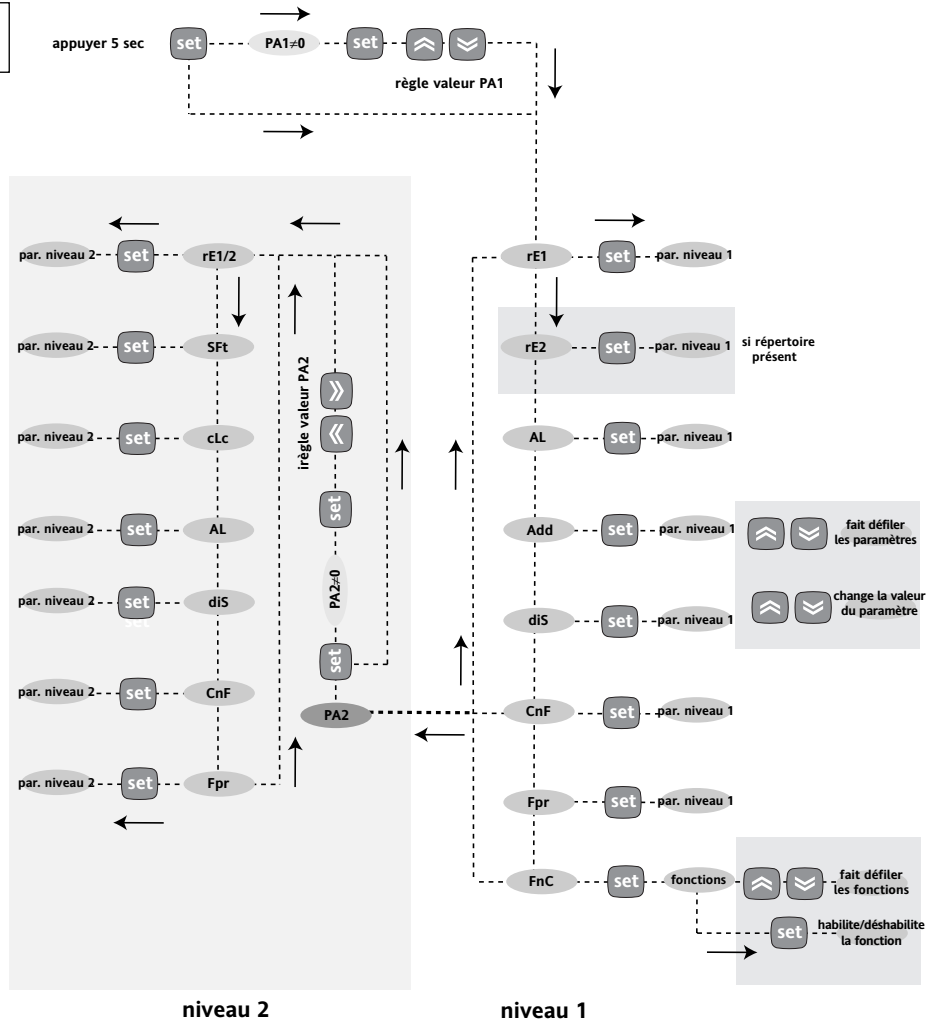 appuyer 5 sec set PA1≠0 set
règle valeur PA1
par. niveau 2 set rE1/2
par. niveau 2 set SFt
par. niveau 2 set cLc
par. niveau 2 set AL
par. niveau 2 set diS
set
par. niveau 2 set CnF
par. niveau 2 set Fpr
irègle valeur PA2
set
PA2≠0
set
PA2
rE1 set par. niveau 1
rE2 set par. niveau 1
si répertoire
présent
AL set par. niveau 1
Add set par. niveau 1
fait défiler
les paramètres
change la valeur
du paramètre
diS set par. niveau 1
CnF set par. niveau 1
Fpr set par. niveau 1
FnC set fonctions
fait défiler
les fonctions
set
habilite/déshabilite
la fonction
niveau 2
niveau 1